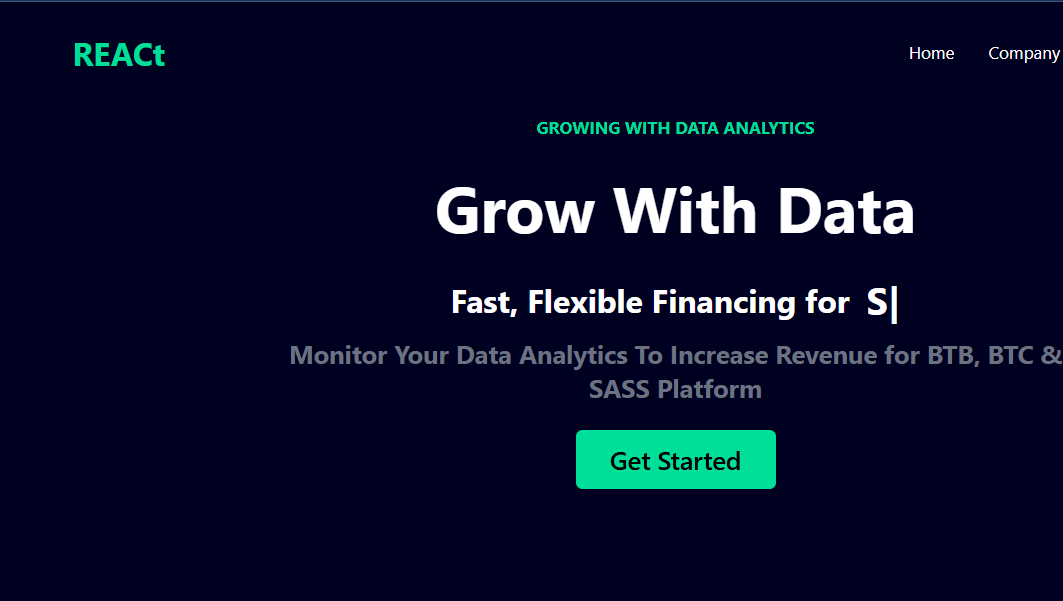 REACt
Home Company
GROWING WITH DATA ANALYTICS
Grow With Data
Fast, Flexible Financing for S|
Monitor Your Data Analytics To Increase Revenue for BTB, BTC &
SASS Platform
Get Started